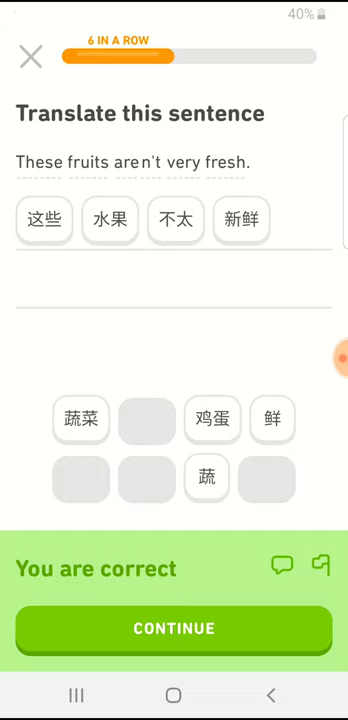 40%
6 IN A ROW
Translate this sentence
These fruits aren't very fresh.
这些 水果 不太 新鲜
蔬菜 鸡蛋 鲜
蔬
You are correct
CONTINUE